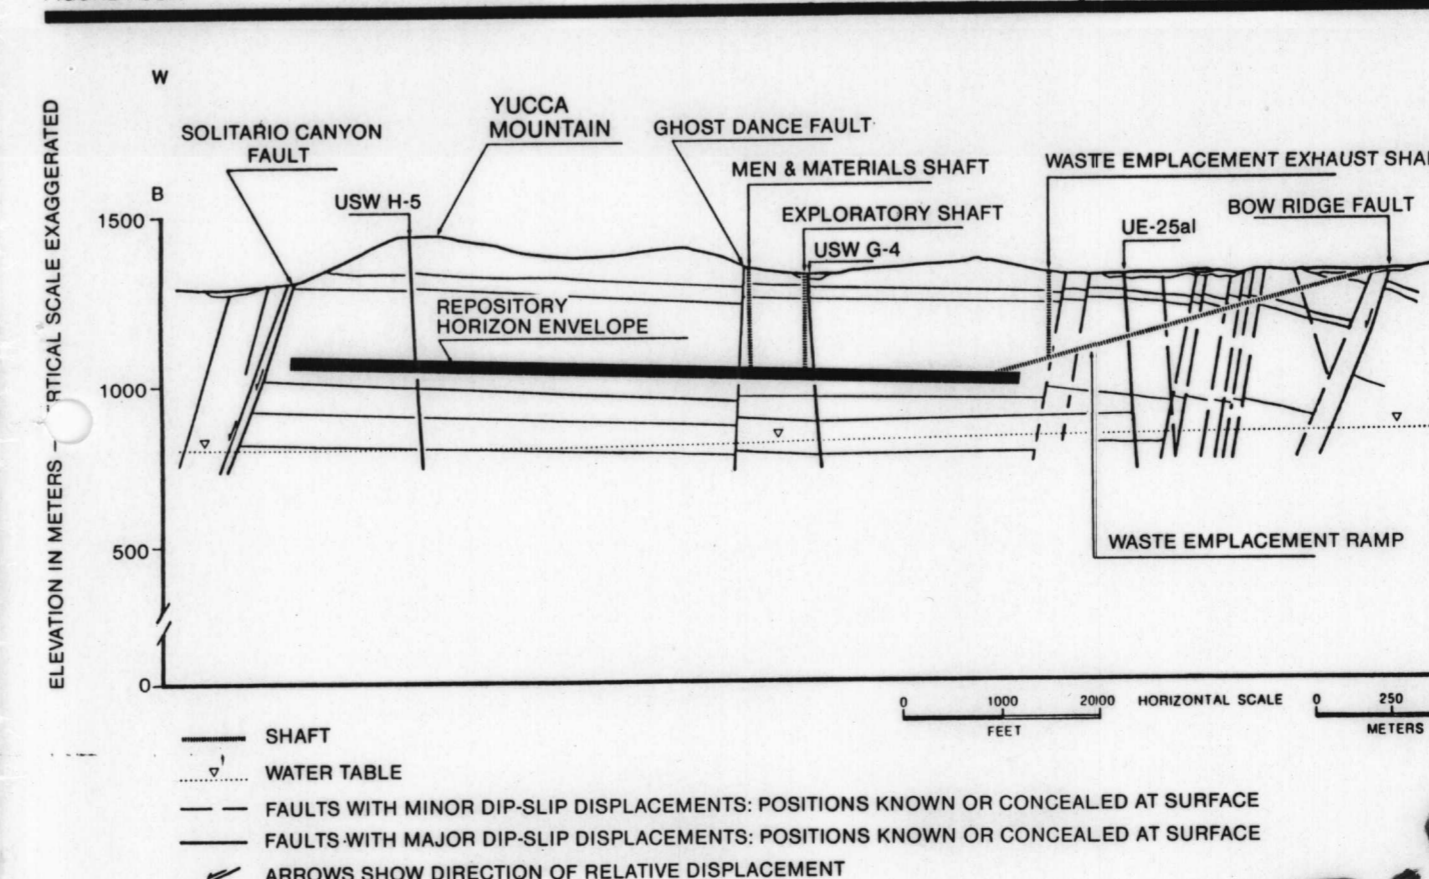 W
YUCCA
MOUNTAIN
SOLITARIO CANYON
FAULT
GHOST DANCE FAULT
MEN & MATERIALS SHAFT
WASTE EMPLACEMENT EXHAUST
B
USW H-5
EXPLORATORY SHAFT
BOW RIDGE FAULT
1500
USW G-4
UE-25al
REPOSITORY
HORIZON ENVELOPE
1000
500
WASTE EMPLACEMENT RAMP
0
ELEVATION IN METERS — RTICAL SCALE EXAGGERATED
0 1000 2000 HORIZONTAL SCALE 0 250
FEET METERS
SHAFT
WATER TABLE
FAULTS WITH MINOR DIP-SLIP DISPLACEMENTS: POSITIONS KNOWN OR CONCEALED AT SURFACE
FAULTS WITH MAJOR DIP-SLIP DISPLACEMENTS: POSITIONS KNOWN OR CONCEALED AT SURFACE
ARROWS SHOW DIRECTION OF RELATIVE DISPLACEMENT